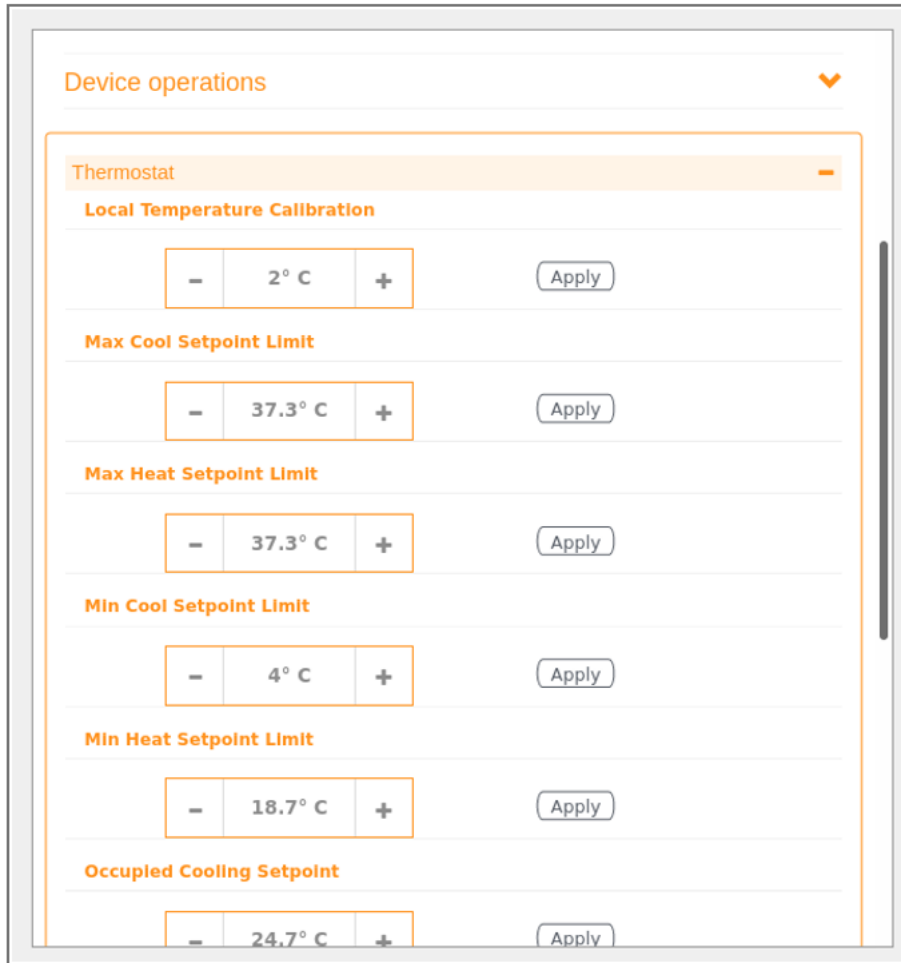 Device operations
Thermostat
Local Temperature Calibration
– 2° C + Apply
Max Cool Setpoint Limit
– 37.3° C + Apply
Max Heat Setpoint Limit
– 37.3° C + Apply
Min Cool Setpoint Limit
– 4° C + Apply
Min Heat Setpoint Limit
– 18.7° C + Apply
Occupied Cooling Setpoint
– 24.7° C + Apply